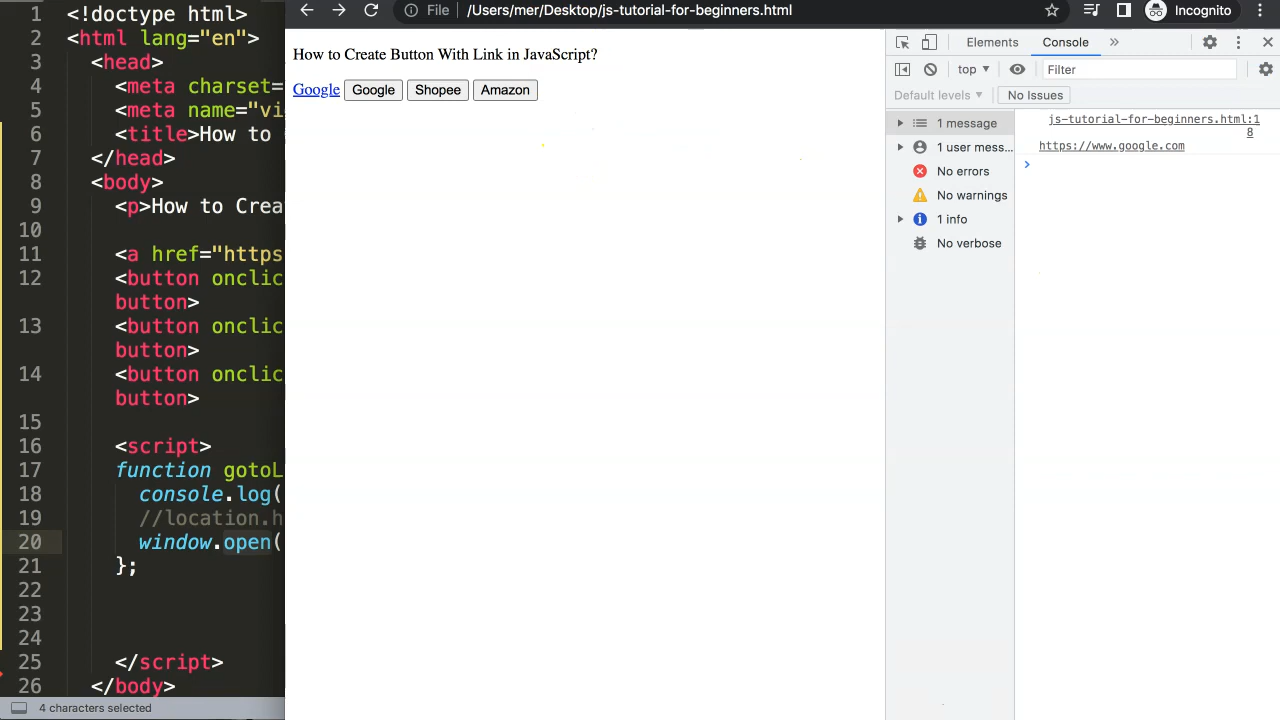 1 <!doctype html>
2 <html lang="en">
3 <head>
4 <meta charset=
5 <meta name="vi
6 <title>How to
7 </head>
8 <body>
9 <p>How to Crea
10
11 <a href="https
12 <button onclic
button>
13 <button onclic
button>
14 <button onclic
button>
15
16 <script>
17 function gotoL
18 console.log(
19 //location.h
20 window.open(
21 };
22
23
24
25 </script>
26 </body>
4 characters selected
File /Users/mer/Desktop/js-tutorial-for-beginners.html Incognito
How to Create Button With Link in JavaScript?
Google Google Shopee Amazon
Elements Console »
top Filter
Default levels No Issues
1 message
1 user mess...
No errors
No warnings
1 info
No verbose
js-tutorial-for-beginners.html:1
8
https://www.google.com